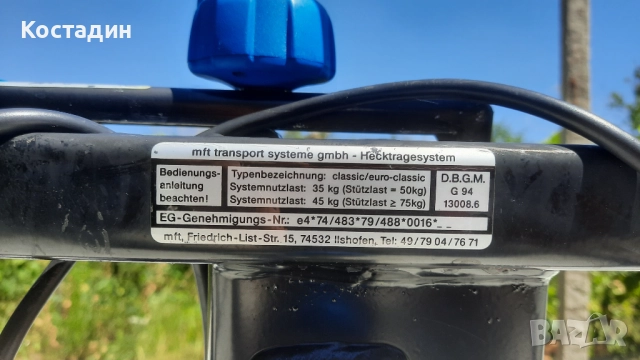 Костадин
mft transport systeme gmbh - Hecktragesystem
Bedienungs-
anleitung
beachten!
Typenbezeichnung: classic/euro-classic
Systemnutzlast: 35 kg (Stützlast = 50kg)
Systemnutzlast: 45 kg (Stützlast ≥ 75kg)
D.B.G.M.
G 94
13008.6
EG-Genehmigungs-Nr.: e4*74/483*79/488*0016*_ _
mft, Friedrich-List-Str. 15, 74532 Ilshofen, Tel: 49/79 04/76 71
BAZAR